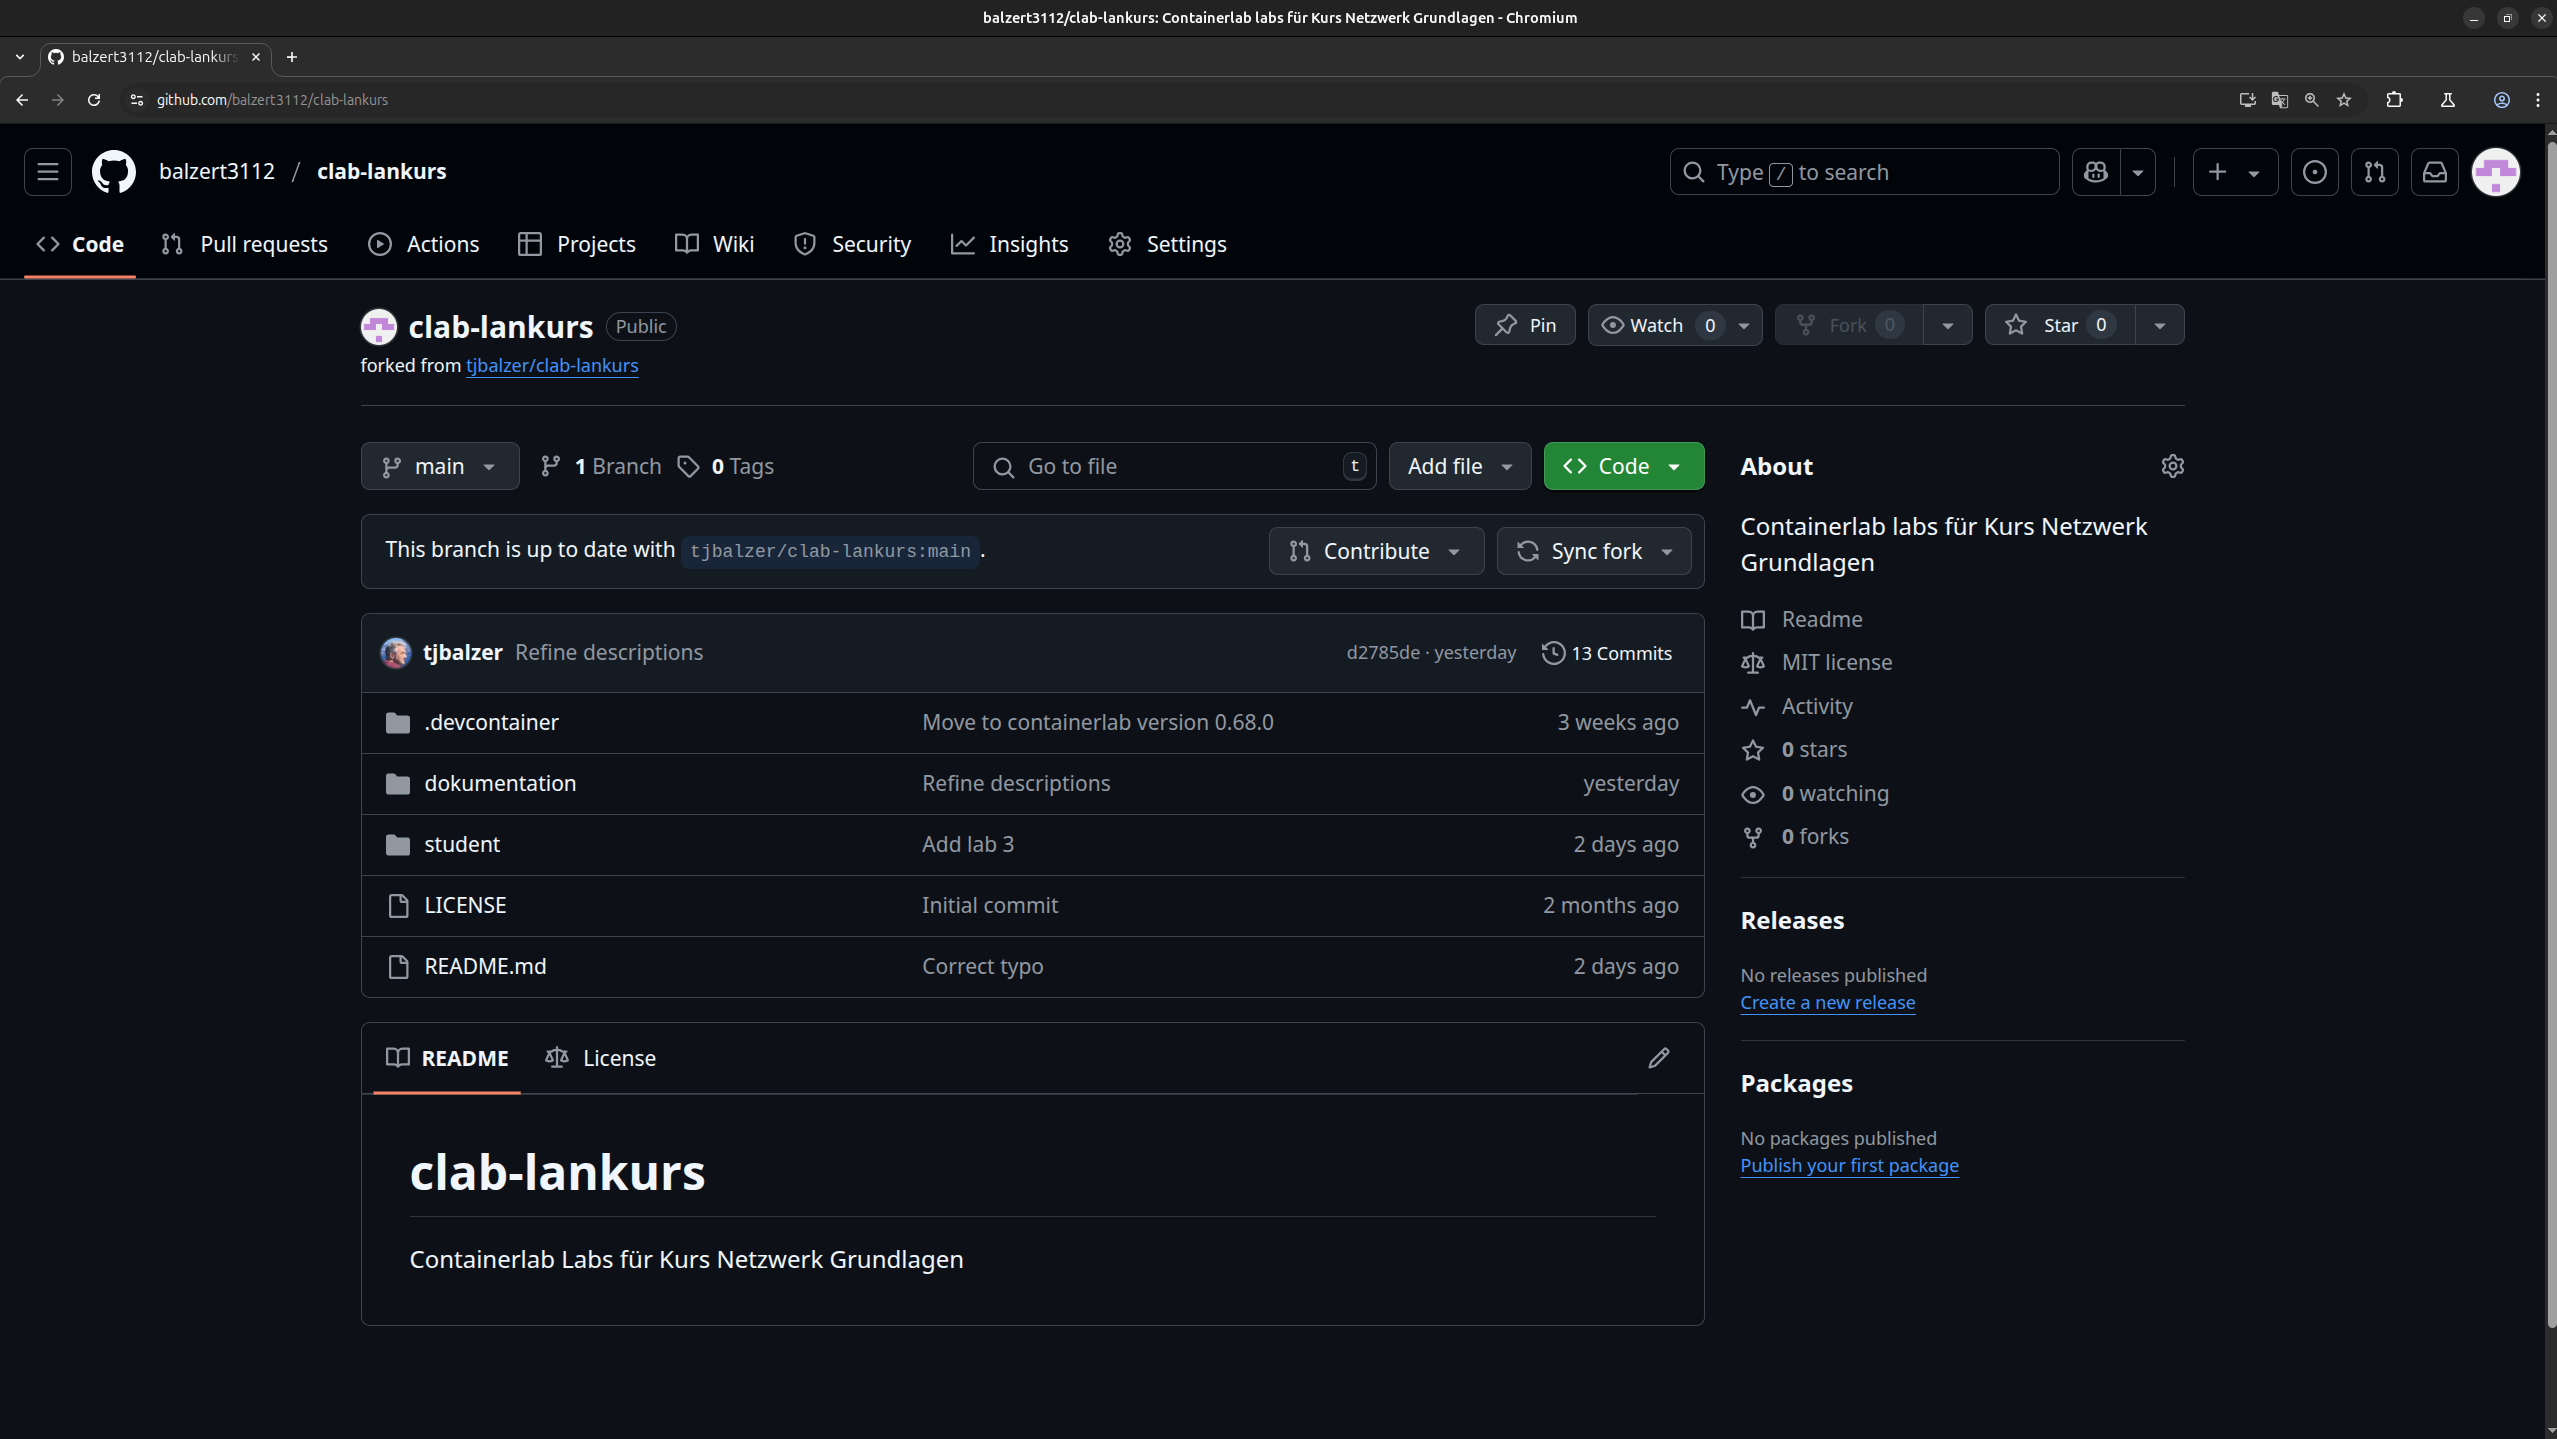 balzert3112/clab-lankurs: Containerlab labs für Kurs Netzwerk Grundlagen - Chromium
balzert3112/clab-lankurs
github.com/balzert3112/clab-lankurs
balzert3112 / clab-lankurs
Type / to search
Code Pull requests Actions Projects Wiki Security Insights Settings
clab-lankurs Public
Pin Watch 0 Fork 0 Star 0
forked from tjbalzer/clab-lankurs
main 1 Branch 0 Tags Go to file t Add file Code
This branch is up to date with tjbalzer/clab-lankurs:main . Contribute Sync fork
tjbalzer Refine descriptions d2785de · yesterday 13 Commits
.devcontainer Move to containerlab version 0.68.0 3 weeks ago
dokumentation Refine descriptions yesterday
student Add lab 3 2 days ago
LICENSE Initial commit 2 months ago
README.md Correct typo 2 days ago
README License
clab-lankurs
Containerlab Labs für Kurs Netzwerk Grundlagen
About
Containerlab labs für Kurs Netzwerk
Grundlagen
Readme
MIT license
Activity
0 stars
0 watching
0 forks
Releases
No releases published
Create a new release
Packages
No packages published
Publish your first package